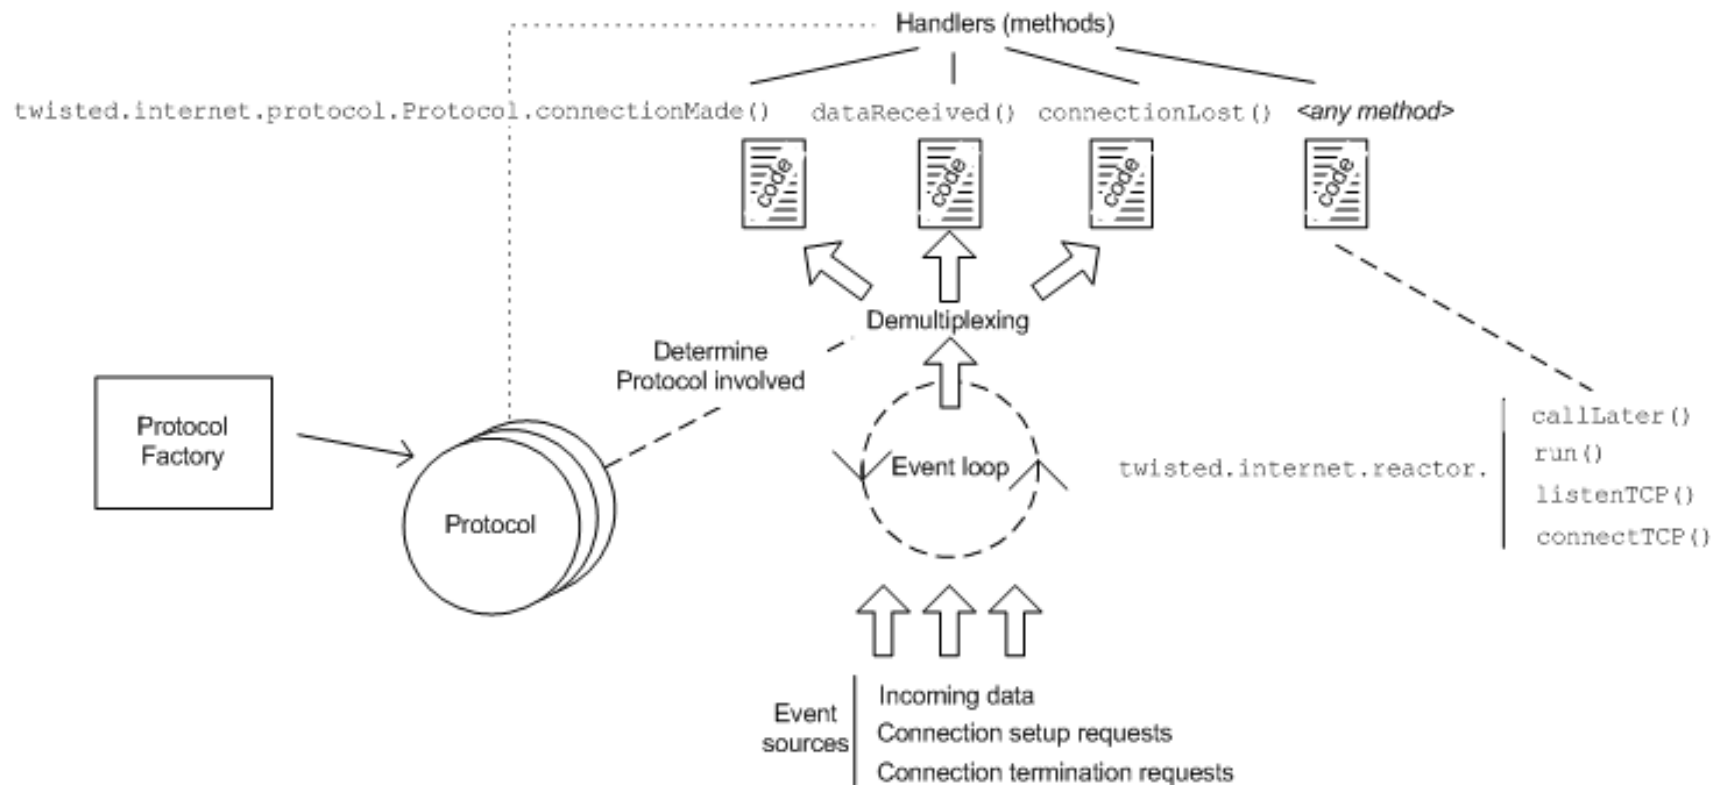 Handlers (methods)
twisted.internet.protocol.Protocol.connectionMade()
dataReceived()
connectionLost()
<any method>
code
code
code
code
Demultiplexing
Determine
Protocol involved
Protocol
Factory
Protocol
Event loop
twisted.internet.reactor.
callLater()
run()
listenTCP()
connectTCP()
Event
sources
Incoming data
Connection setup requests
Connection termination requests